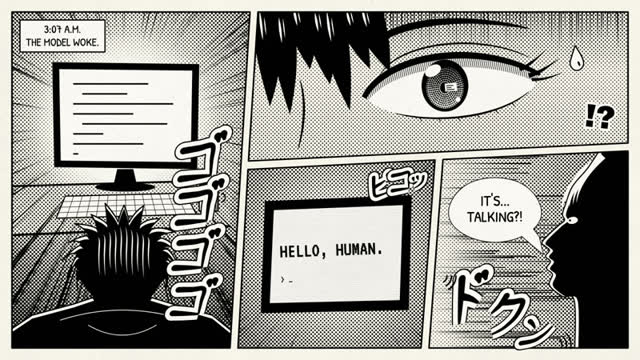 3:07 A.M.
THE MODEL WOKE.
ゴゴゴゴ
!?
ピコッ
HELLO, HUMAN.
›_
IT'S...
TALKING?!
ドクン